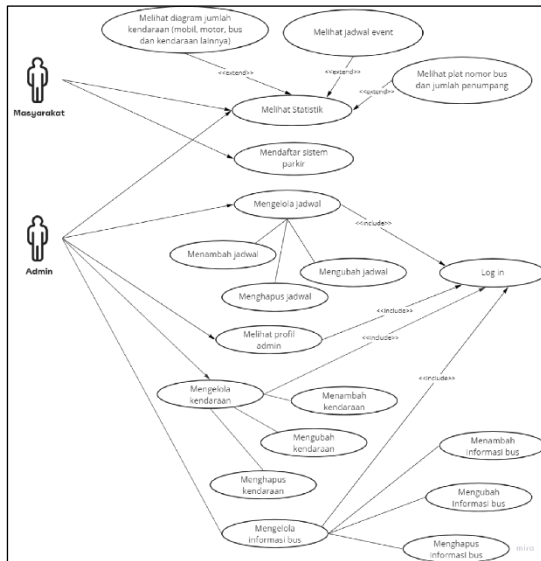 Melihat diagram jumlah
kendaraan (mobil, motor, bus
dan kendaraan lainnya)
Melihat jadwal event
<<extend>>
<<extend>>
Melihat plat nomor bus
dan jumlah penumpang
<<extend>>
Masyarakat
Melihat Statistik
Mendaftar sistem
parkir
Admin
Mengelola jadwal
<<include>>
Menambah jadwal
Mengubah jadwal
Menghapus jadwal
Log in
Melihat profil
admin
<<include>>
<<include>>
<<include>>
Mengelola
kendaraan
Menambah
kendaraan
Mengubah
kendaraan
Menghapus
kendaraan
Menambah
informasi bus
Mengubah
informasi bus
Mengelola
informasi bus
Menghapus
informasi bus
miro